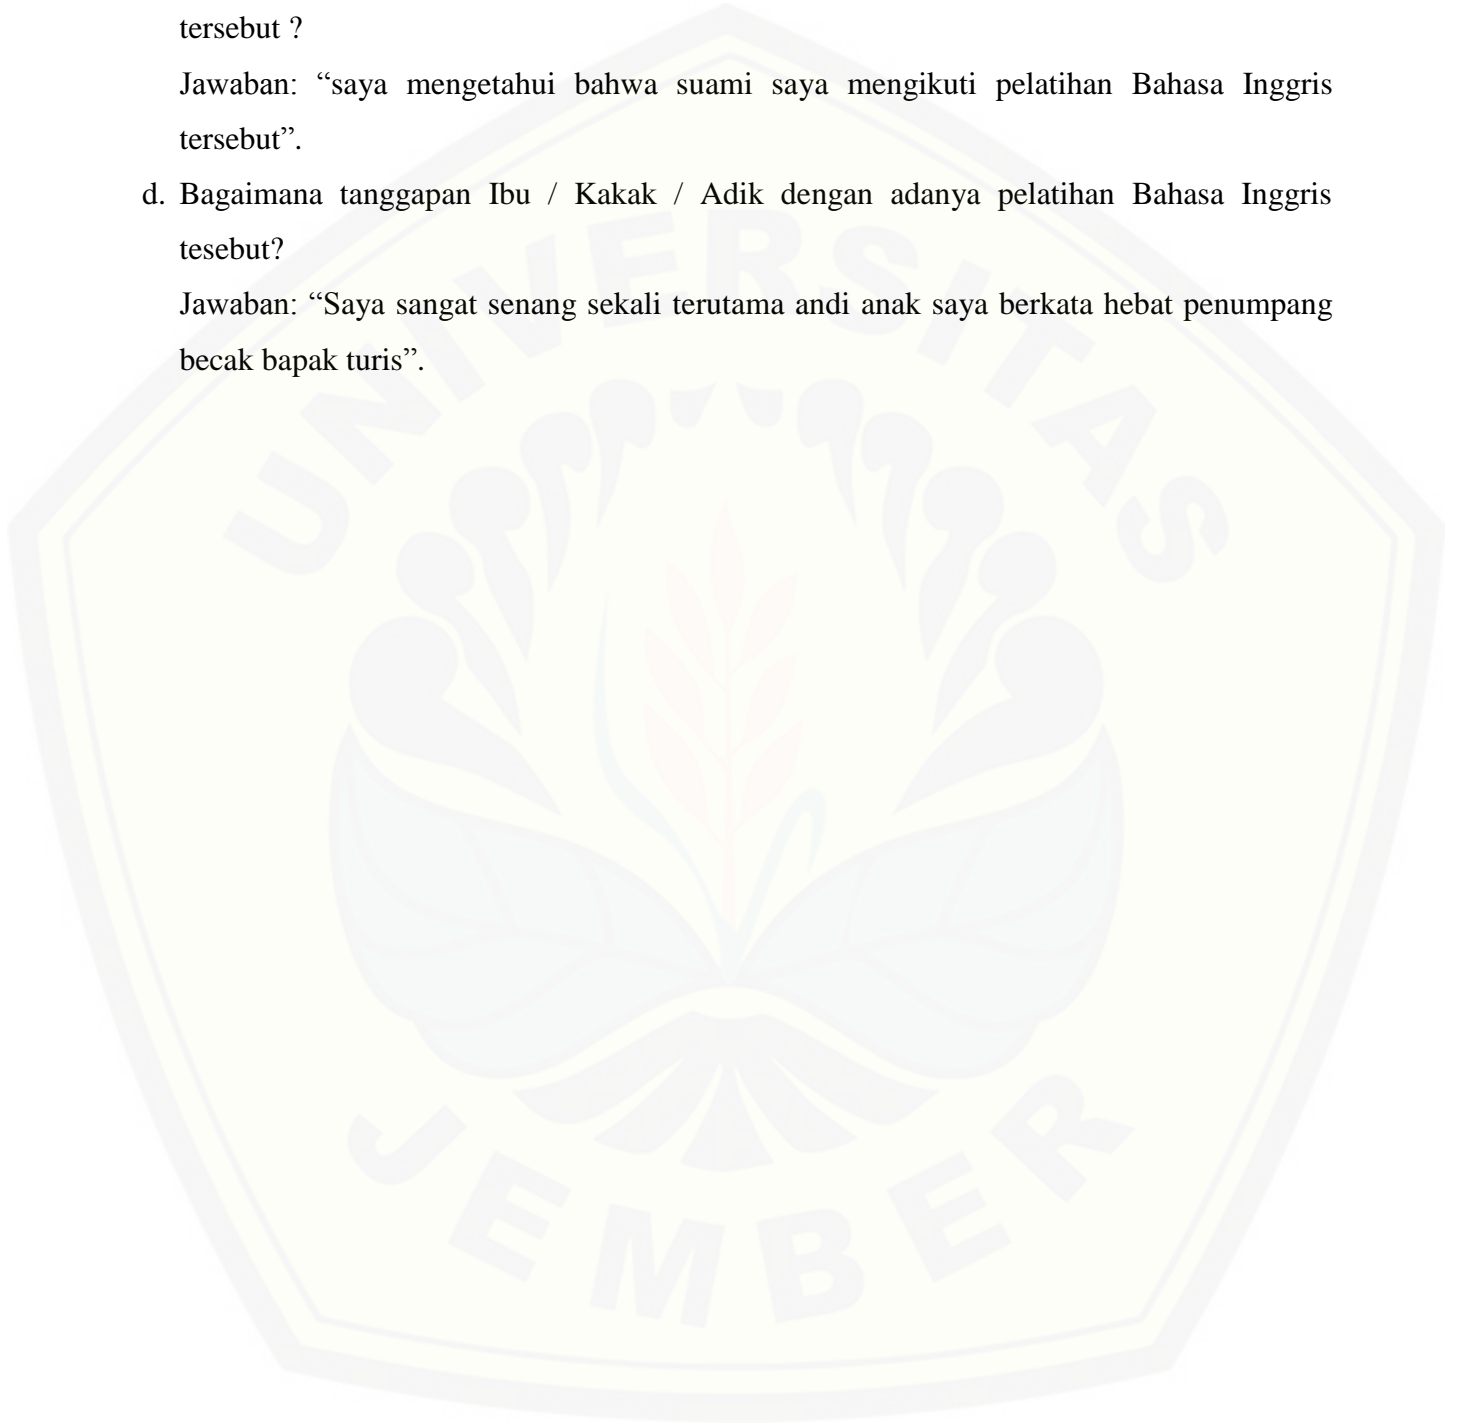 tersebut ?
Jawaban: “saya mengetahui bahwa suami saya mengikuti pelatihan Bahasa Inggris
tersebut”.
d. Bagaimana tanggapan Ibu / Kakak / Adik dengan adanya pelatihan Bahasa Inggris
tesebut?
Jawaban: “Saya sangat senang sekali terutama andi anak saya berkata hebat penumpang
becak bapak turis”.
UNIVERSITAS
JEMBER